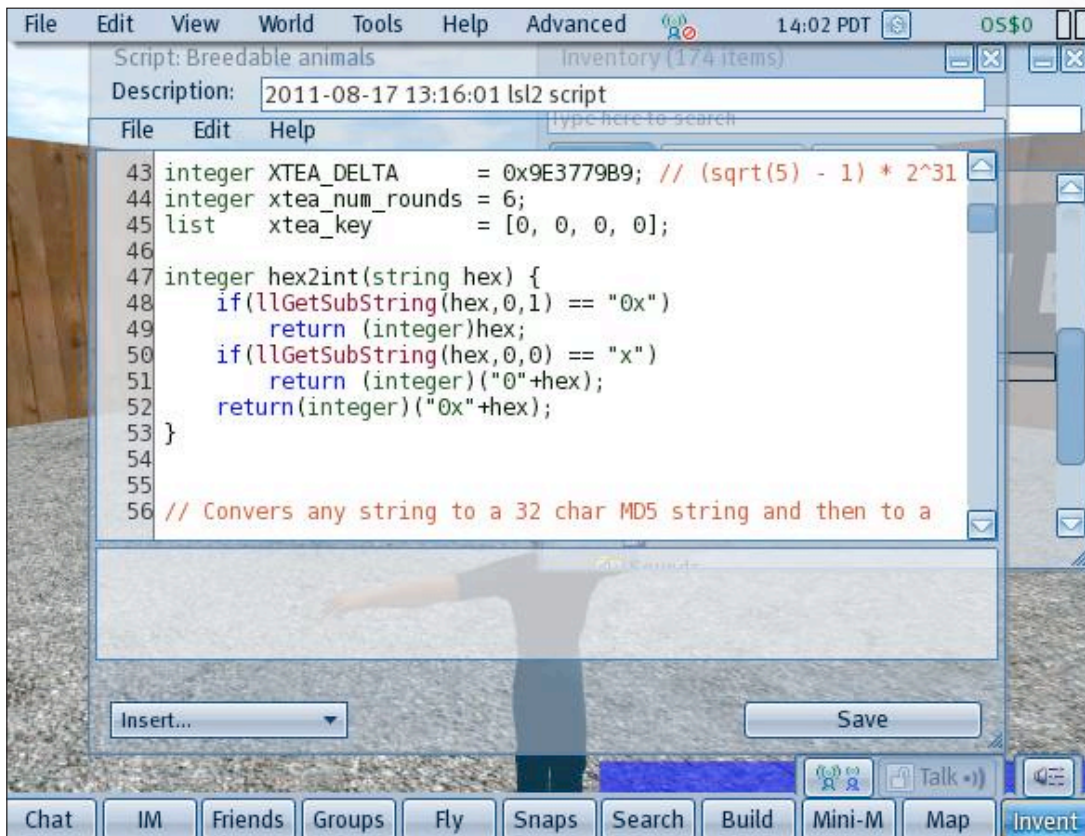 File Edit View World Tools Help Advanced 14:02 PDT OS$0
Script: Breedable animals
Inventory (174 items)
Description: 2011-08-17 13:16:01 lsl2 script
Type here to search
File Edit Help
43 integer XTEA_DELTA      = 0x9E3779B9; // (sqrt(5) - 1) * 2^31
44 integer xtea_num_rounds = 6;
45 list    xtea_key        = [0, 0, 0, 0];
46
47 integer hex2int(string hex) {
48     if(llGetSubString(hex,0,1) == "0x")
49         return (integer)hex;
50     if(llGetSubString(hex,0,0) == "x")
51         return (integer)("0"+hex);
52     return(integer)("0x"+hex);
53 }
54
55
56 // Convers any string to a 32 char MD5 string and then to a
Sounds
Insert... Save
Talk
Chat IM Friends Groups Fly Snaps Search Build Mini-M Map Invent